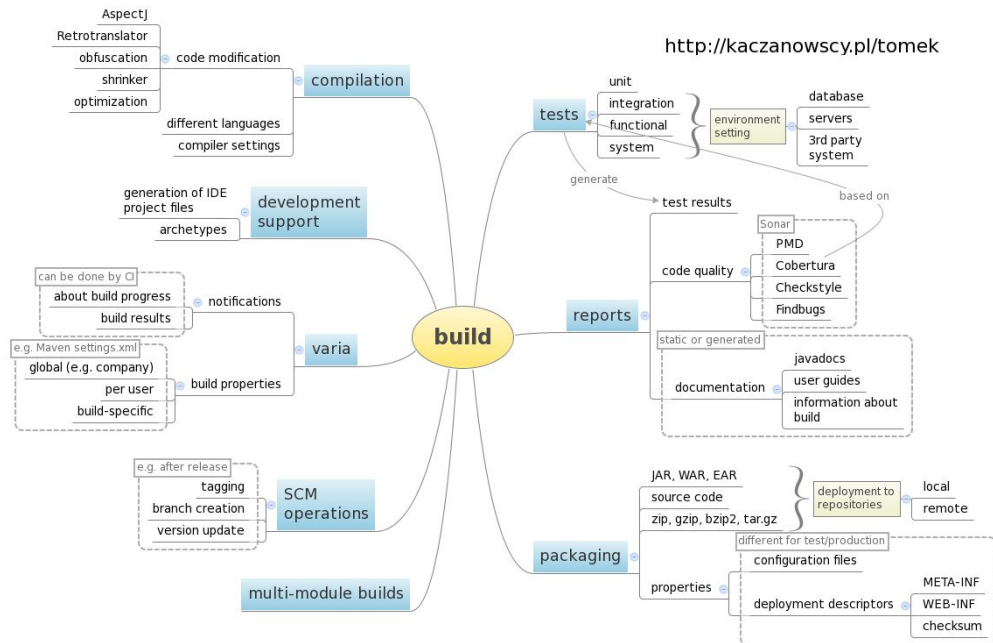 http://kaczanowscy.pl/tomek
AspectJ
Retrotranslator
obfuscation
shrinker
optimization
code modification
different languages
compiler settings
compilation
generation of IDE
project files
archetypes
development
support
can be done by CI
about build progress
build results
notifications
e.g. Maven settings.xml
global (e.g. company)
per user
build-specific
build properties
varia
e.g. after release
tagging
branch creation
version update
SCM
operations
multi-module builds
build
tests
unit
integration
functional
system
environment
setting
database
servers
3rd party
system
generate
based on
reports
test results
code quality
Sonar
PMD
Cobertura
Checkstyle
Findbugs
static or generated
documentation
javadocs
user guides
information about
build
packaging
JAR, WAR, EAR
source code
zip, gzip, bzip2, tar.gz
deployment to
repositories
local
remote
different for test/production
properties
configuration files
deployment descriptors
META-INF
WEB-INF
checksum